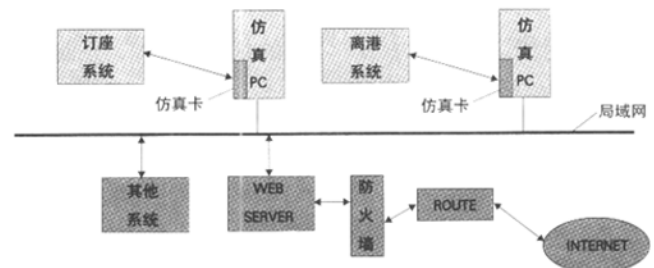 订座
系统
仿
真
PC
仿真卡
离港
系统
仿
真
PC
仿真卡
局域网
其他
系统
WEB
SERVER
防
火
墙
ROUTE
INTERNET